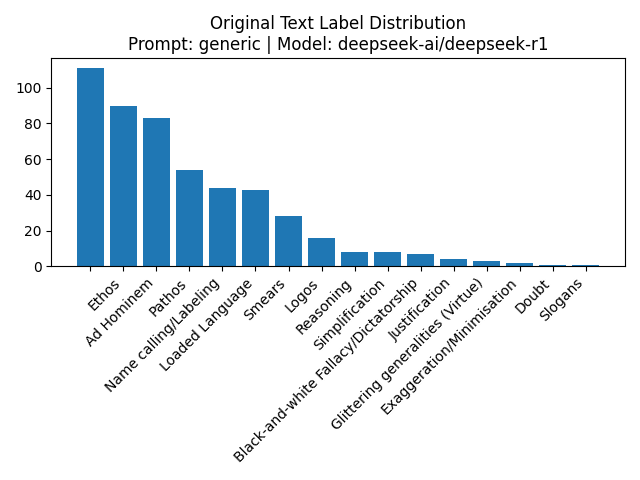 Original Text Label Distribution
Prompt: generic | Model: deepseek-ai/deepseek-r1
100
80
60
40
20
0
Ethos
Ad Hominem
Pathos
Name calling/Labeling
Loaded Language
Smears
Logos
Reasoning
Simplification
Black-and-white Fallacy/Dictatorship
Justification
Glittering generalities (Virtue)
Exaggeration/Minimisation
Doubt
Slogans